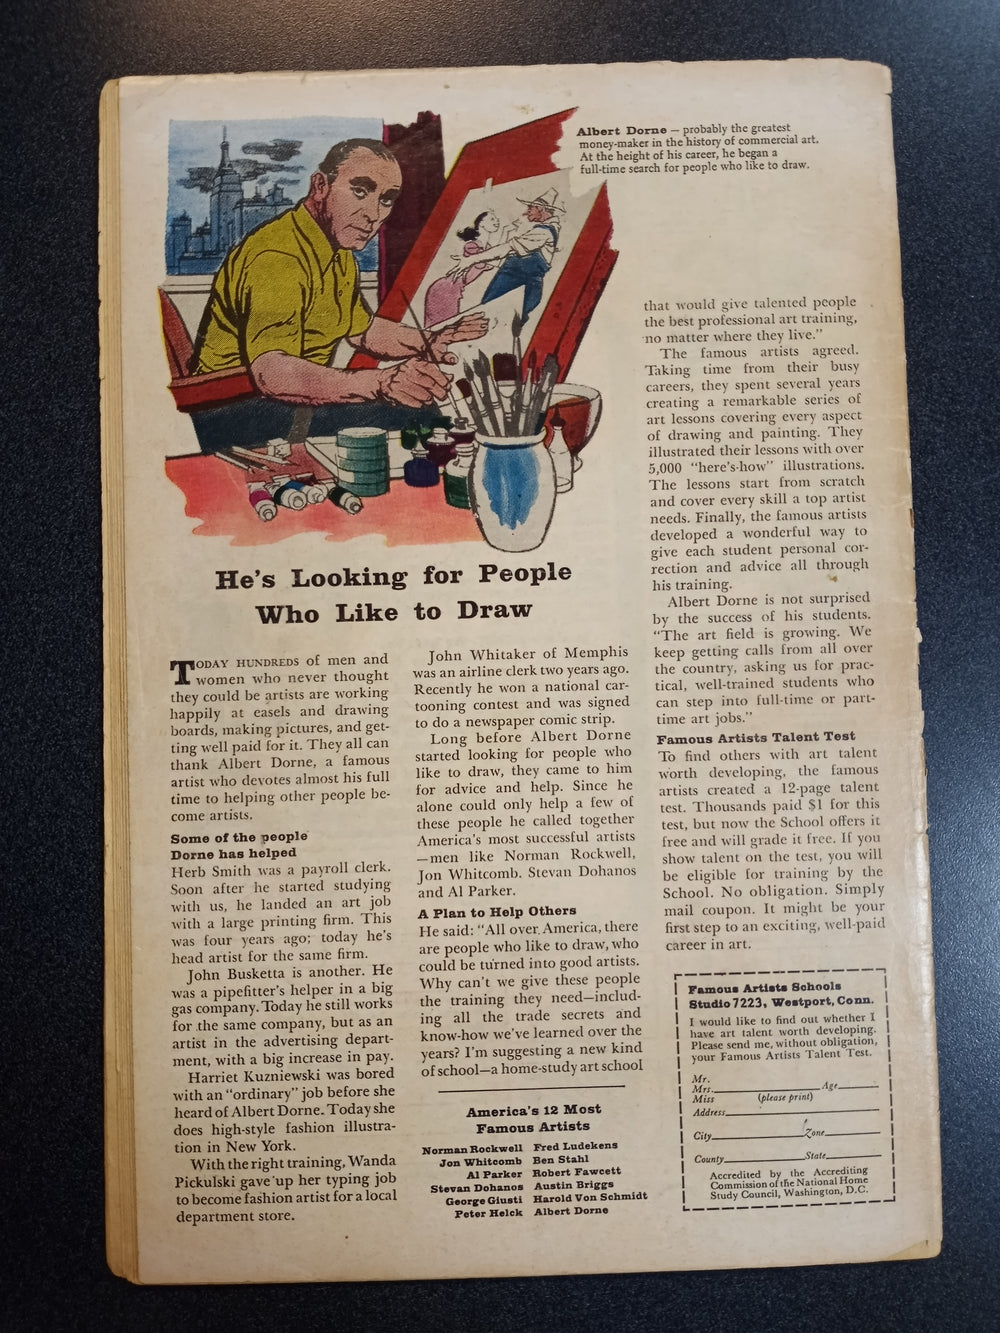 Albert Dorne — probably the greatest
money-maker in the history of commercial art.
At the height of his career, he began a
full-time search for people who like to draw.
He's Looking for People
Who Like to Draw
TODAY HUNDREDS of men and
women who never thought
they could be artists are working
happily at easels and drawing
boards, making pictures, and get-
ting well paid for it. They all can
thank Albert Dorne, a famous
artist who devotes almost his full
time to helping other people be-
come artists.
Some of the people
Dorne has helped
Herb Smith was a payroll clerk.
Soon after he started studying
with us, he landed an art job
with a large printing firm. This
was four years ago; today he's
head artist for the same firm.
John Busketta is another. He
was a pipefitter's helper in a big
gas company. Today he still works
for the same company, but as an
artist in the advertising depart-
ment, with a big increase in pay.
Harriet Kuzniewski was bored
with an "ordinary" job before she
heard of Albert Dorne. Today she
does high-style fashion illustra-
tion in New York.
With the right training, Wanda
Pickulski gave up her typing job
to become fashion artist for a local
department store.
John Whitaker of Memphis
was an airline clerk two years ago.
Recently he won a national car-
tooning contest and was signed
to do a newspaper comic strip.
Long before Albert Dorne
started looking for people who
like to draw, they came to him
for advice and help. Since he
alone could only help a few of
these people he called together
America's most successful artists
—men like Norman Rockwell,
Jon Whitcomb. Stevan Dohanos
and Al Parker.
A Plan to Help Others
He said: "All over America, there
are people who like to draw, who
could be turned into good artists.
Why can't we give these people
the training they need—includ-
ing all the trade secrets and
know-how we've learned over the
years? I'm suggesting a new kind
of school—a home-study art school
America's 12 Most
Famous Artists
Norman Rockwell Fred Ludekens
Jon Whitcomb Ben Stahl
Al Parker Robert Fawcett
Stevan Dohanos Austin Briggs
George Giusti Harold Von Schmidt
Peter Helck Albert Dorne
that would give talented people
the best professional art training,
no matter where they live."
The famous artists agreed.
Taking time from their busy
careers, they spent several years
creating a remarkable series of
art lessons covering every aspect
of drawing and painting. They
illustrated their lessons with over
5,000 "here's-how" illustrations.
The lessons start from scratch
and cover every skill a top artist
needs. Finally, the famous artists
developed a wonderful way to
give each student personal cor-
rection and advice all through
his training.
Albert Dorne is not surprised
by the success of his students.
"The art field is growing. We
keep getting calls from all over
the country, asking us for prac-
tical, well-trained students who
can step into full-time or part-
time art jobs."
Famous Artists Talent Test
To find others with art talent
worth developing, the famous
artists created a 12-page talent
test. Thousands paid $1 for this
test, but now the School offers it
free and will grade it free. If you
show talent on the test, you will
be eligible for training by the
School. No obligation. Simply
mail coupon. It might be your
first step to an exciting, well-paid
career in art.
Famous Artists Schools
Studio 7223, Westport, Conn.
I would like to find out whether I
have art talent worth developing.
Please send me, without obligation,
your Famous Artists Talent Test.
Mr.
Mrs. Age
Miss (please print)
Address
City Zone
County State
Accredited by the Accrediting
Commission of the National Home
Study Council, Washington, D.C.